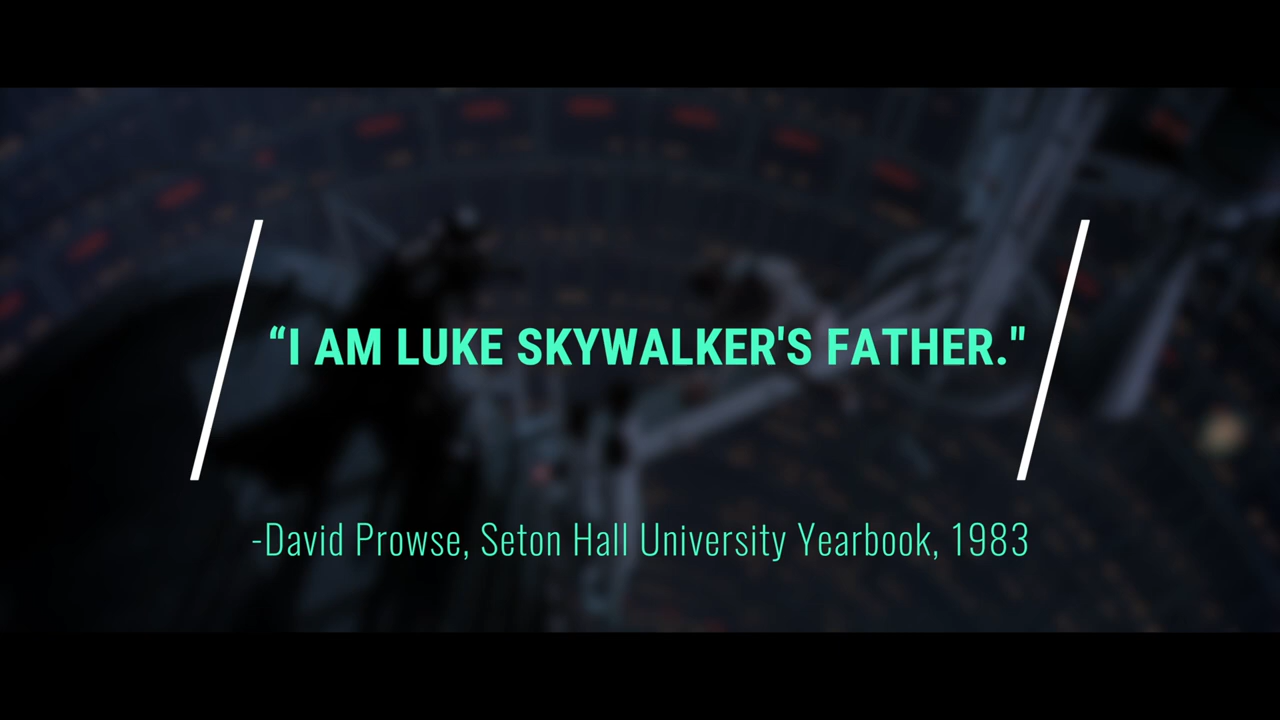 “I AM LUKE SKYWALKER'S FATHER."
-David Prowse, Seton Hall University Yearbook, 1983